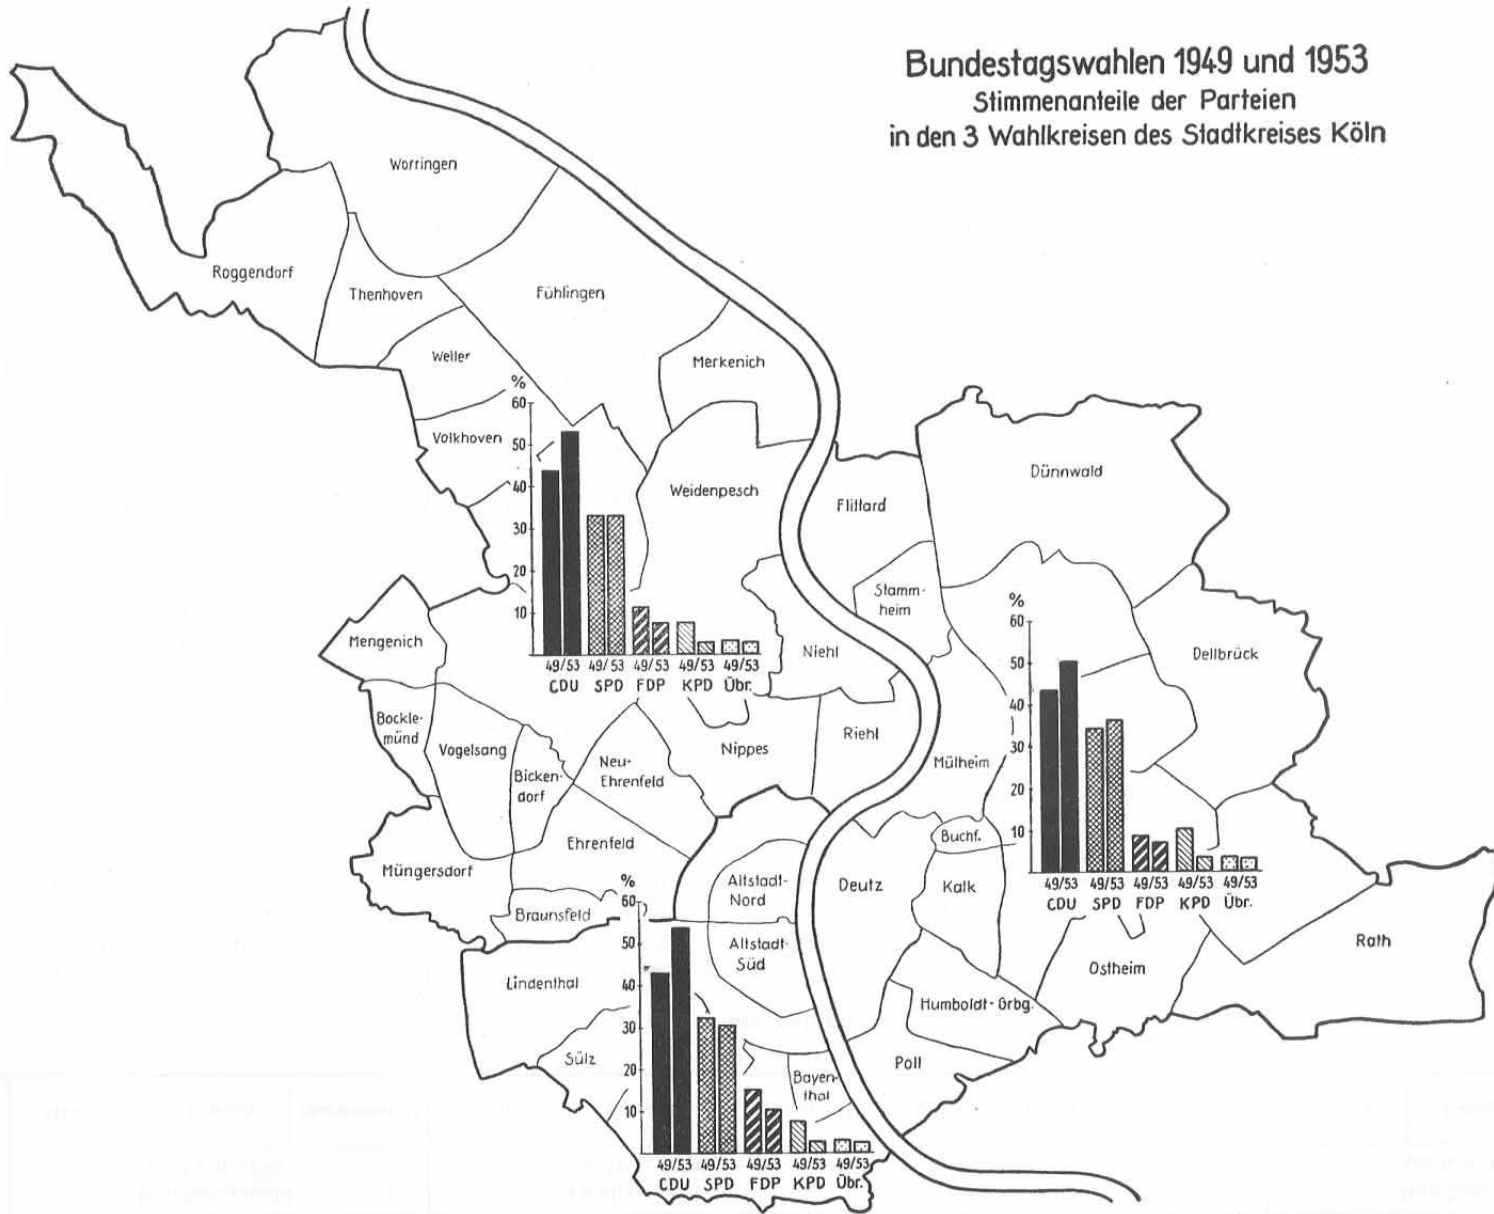 Bundestagswahlen 1949 und 1953
Stimmenanteile der Parteien
in den 3 Wahlkreisen des Stadtkreises Köln
Worringen
Roggendorf
Thenhoven
Fühlingen
Weiler
Merkenich
Volkhoven
Weidenpesch
Flittard
Dünnwald
Stamm-
heim
Niehl
Dellbrück
Mengenich
Bockle-
münd
Vogelsang
Bicken-
dorf
Neu-
Ehrenfeld
Nippes
Riehl
Mülheim
Ehrenfeld
Müngersdorf
Braunsfeld
Altstadt-
Nord
Deutz
Buchf.
Kalk
Altstadt-
Süd
Lindenthal
Rath
Ostheim
Humboldt-Grbg.
Sülz
Poll
Bayen-
thal
%
60
50
40
30
20
10
49/53 49/53 49/53 49/53 49/53
CDU SPD FDP KPD Übr.
%
60
50
40
30
20
10
49/53 49/53 49/53 49/53 49/53
CDU SPD FDP KPD Übr.
%
60
50
40
30
20
10
49/53 49/53 49/53 49/53 49/53
CDU SPD FDP KPD Übr.